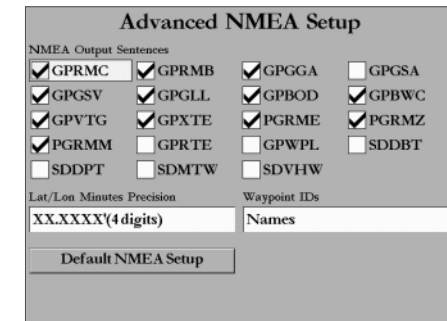 Advanced NMEA Setup
NMEA Output Sentences
GPRMC GPRMB GPGGA GPGSA
GPGSV GPGLL GPBOD GPBWC
GPVTG GPXTE PGRME PGRMZ
PGRMM GPRTE GPWPL SDDBT
SDDPT SDMTW SDVHW
Lat/Lon Minutes Precision Waypoint IDs
XX.XXXX'(4 digits) Names
Default NMEA Setup